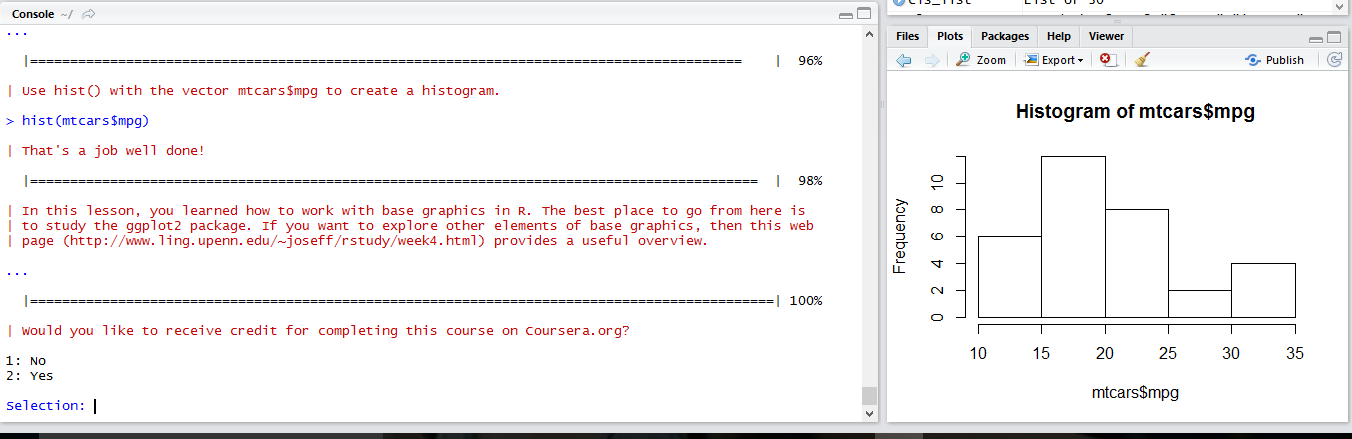 Console ~/
...
|============================================================================================= | 96%
| Use hist() with the vector mtcars$mpg to create a histogram.
> hist(mtcars$mpg)
| That's a job well done!
|=============================================================================================== | 98%
| In this lesson, you learned how to work with base graphics in R. The best place to go from here is
| to study the ggplot2 package. If you want to explore other elements of base graphics, then this web
| page (http://www.ling.upenn.edu/~joseff/rstudy/week4.html) provides a useful overview.
...
|=================================================================================================| 100%
| Would you like to receive credit for completing this course on Coursera.org?
1: No
2: Yes
Selection:
Files Plots Packages Help Viewer
Zoom Export Publish
Histogram of mtcars$mpg
Frequency
10
8
6
4
2
0
10 15 20 25 30 35
mtcars$mpg